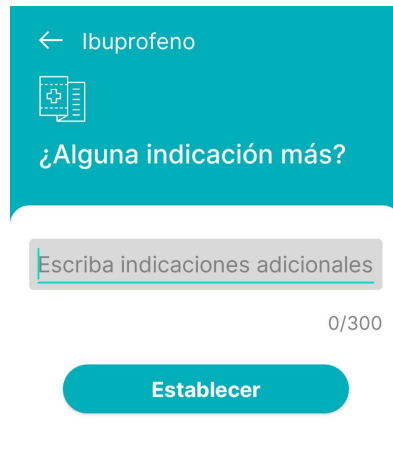 ← Ibuprofeno
¿Alguna indicación más?
Escriba indicaciones adicionales
0/300
Establecer